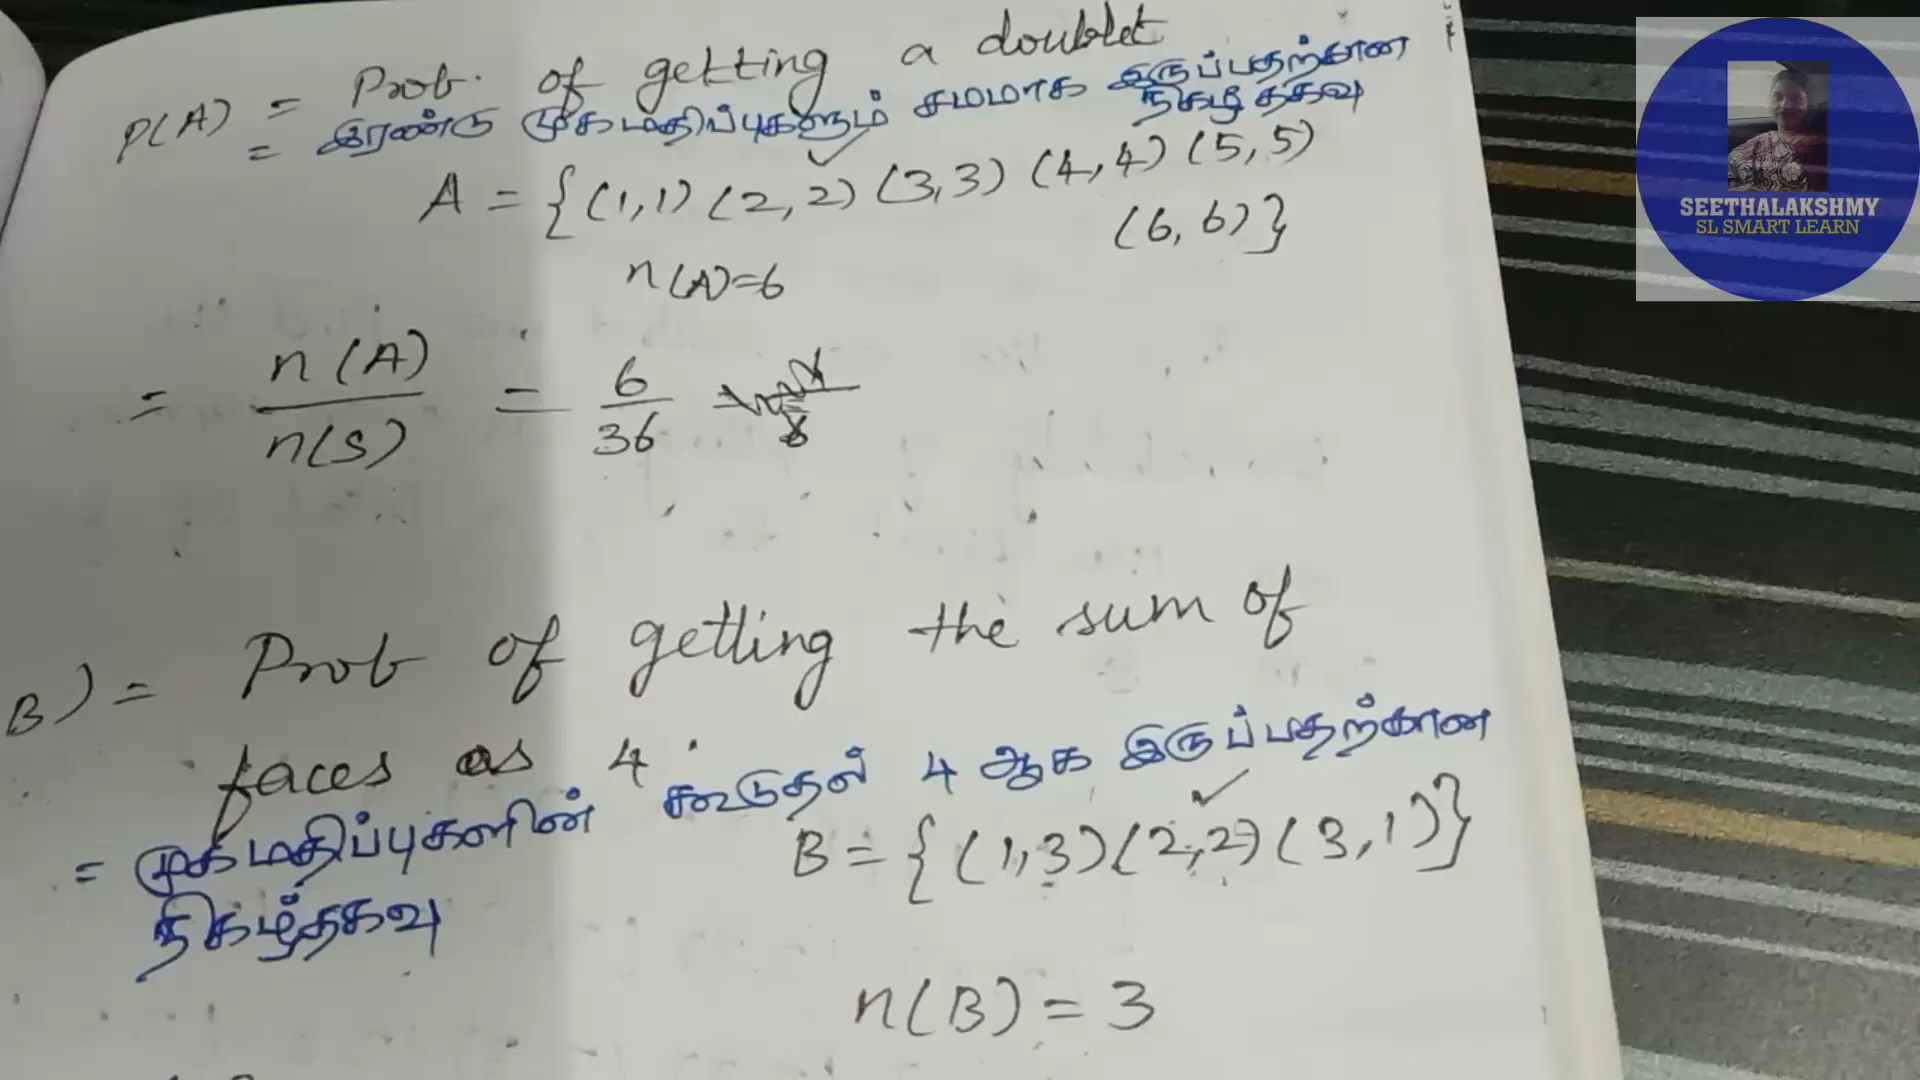 P(A) = Prob. of getting a doublet
= இரண்டு முகமதிப்புகளும் சமமாக இருப்பதற்கான
நிகழ்தகவு
A = {(1,1) (2,2) (3,3) (4,4) (5,5)
(6,6)}
n(A)=6
= n(A)/n(S) = 6/36
B) = Prob of getting the sum of
faces as 4
= முகமதிப்புகளின் கூடுதல் 4 ஆக இருப்பதற்கான
நிகழ்தகவு
B = {(1,3) (2,2) (3,1)}
n(B) = 3
SEETHALAKSHMY
SL SMART LEARN